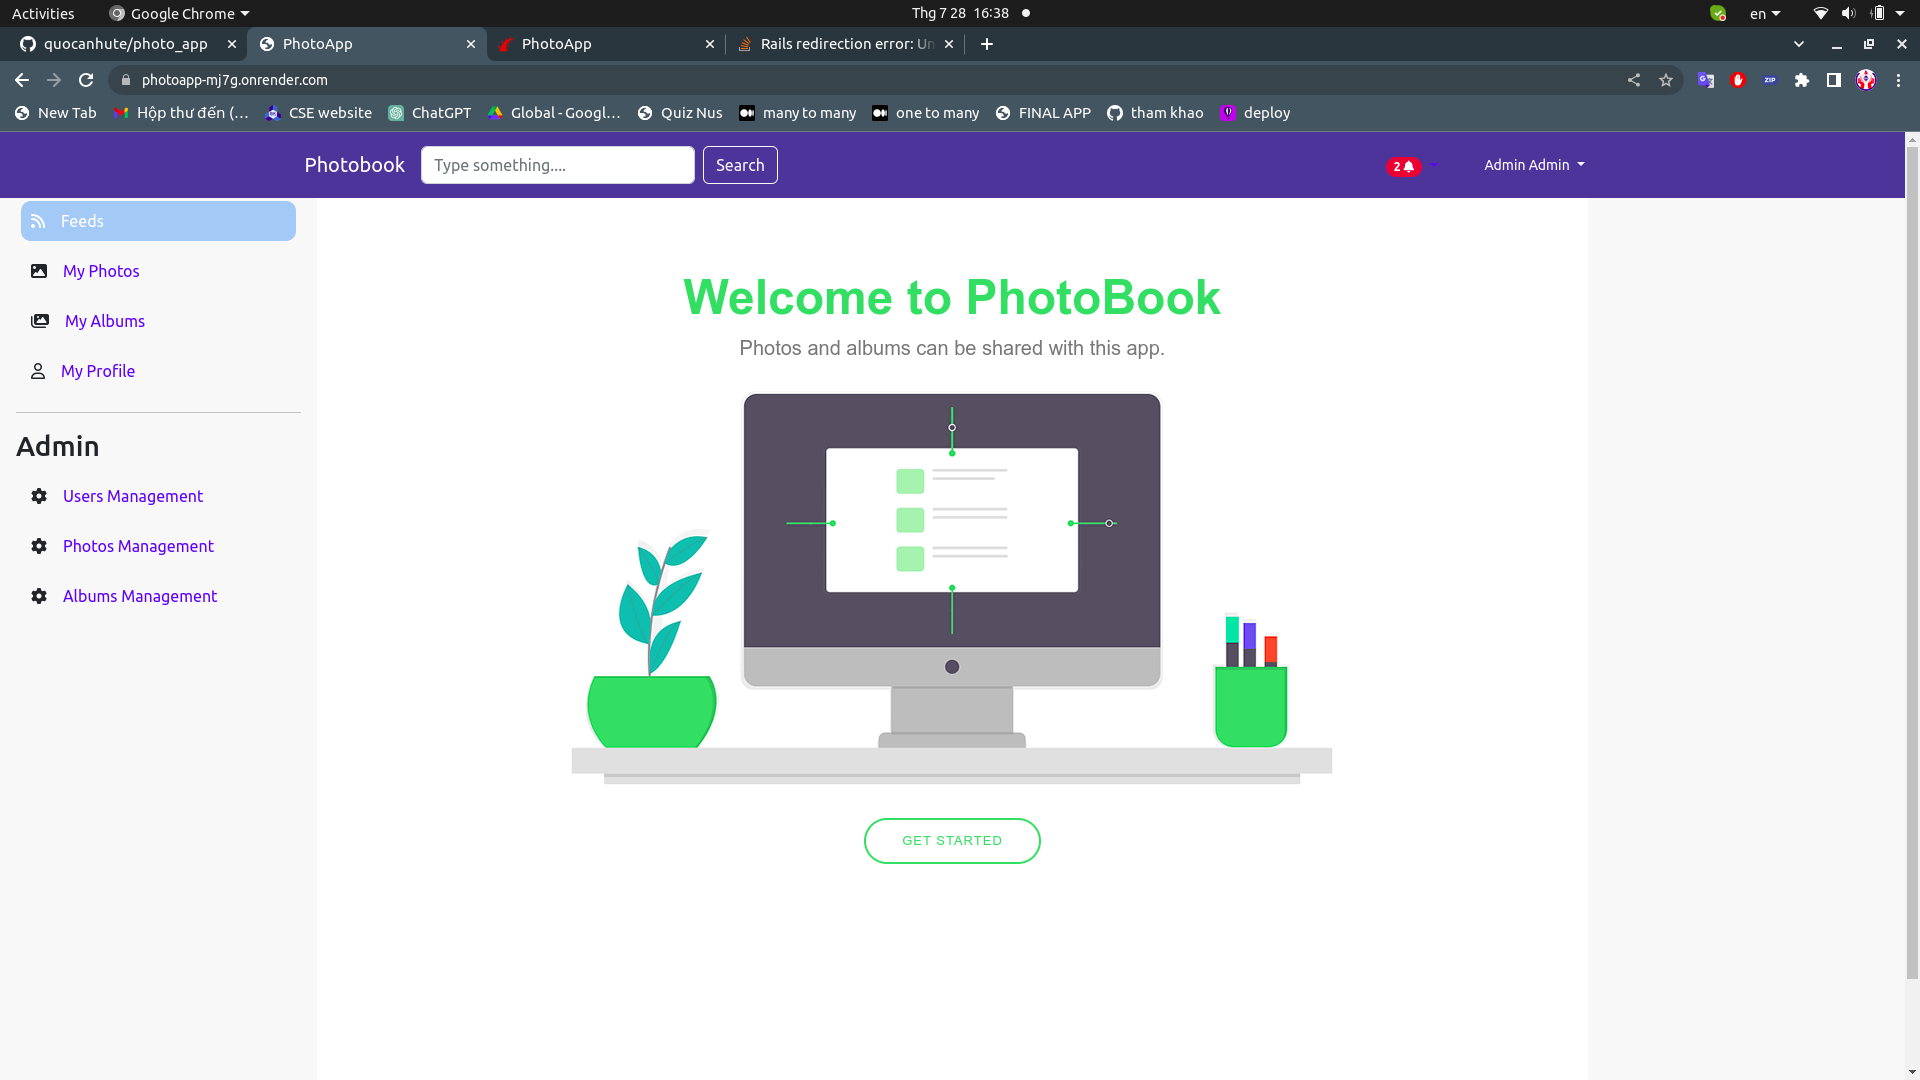 Activities Google Chrome Thg 7 28 16:38 en
quocanhute/photo_app PhotoApp PhotoApp Rails redirection error: Un
photoapp-mj7g.onrender.com ZIP
New Tab Hộp thư đến (… CSE website ChatGPT Global - Googl… Quiz Nus many to many one to many FINAL APP tham khao deploy
Photobook Type something.... Search 2 Admin Admin
Feeds
My Photos
My Albums
My Profile
Admin
Users Management
Photos Management
Albums Management
Welcome to PhotoBook
Photos and albums can be shared with this app.
GET STARTED